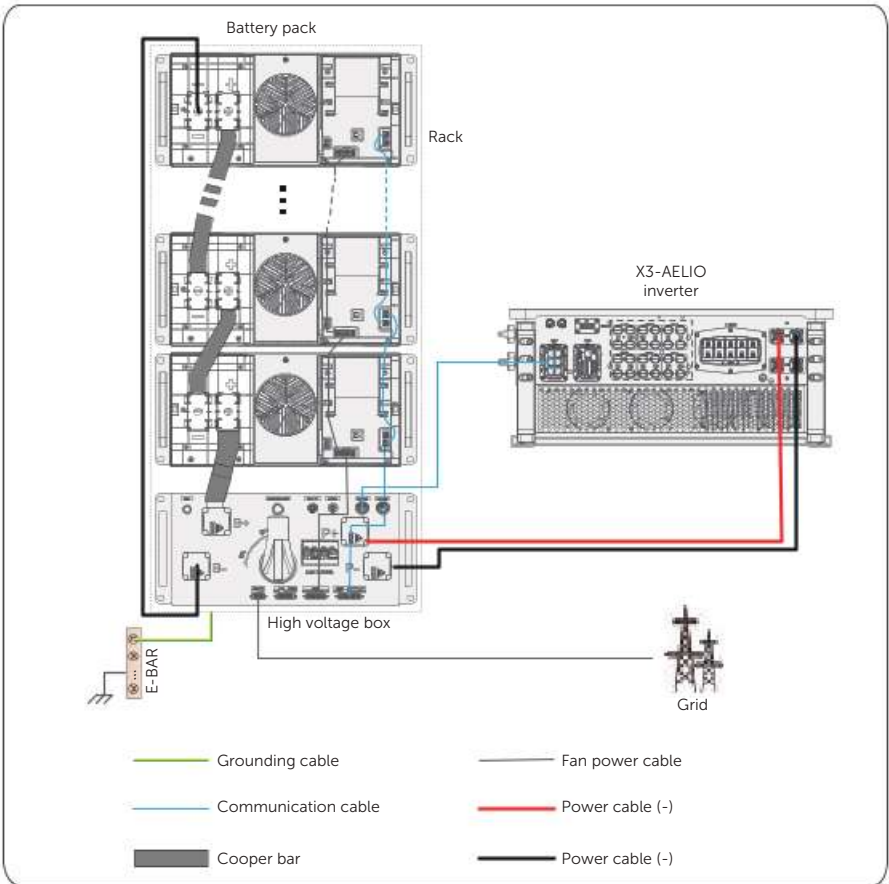 Battery pack
Rack
X3-AELIO
inverter
P+
High voltage box
E-BAR
Grid
Grounding cable
Fan power cable
Communication cable
Power cable (-)
Cooper bar
Power cable (-)